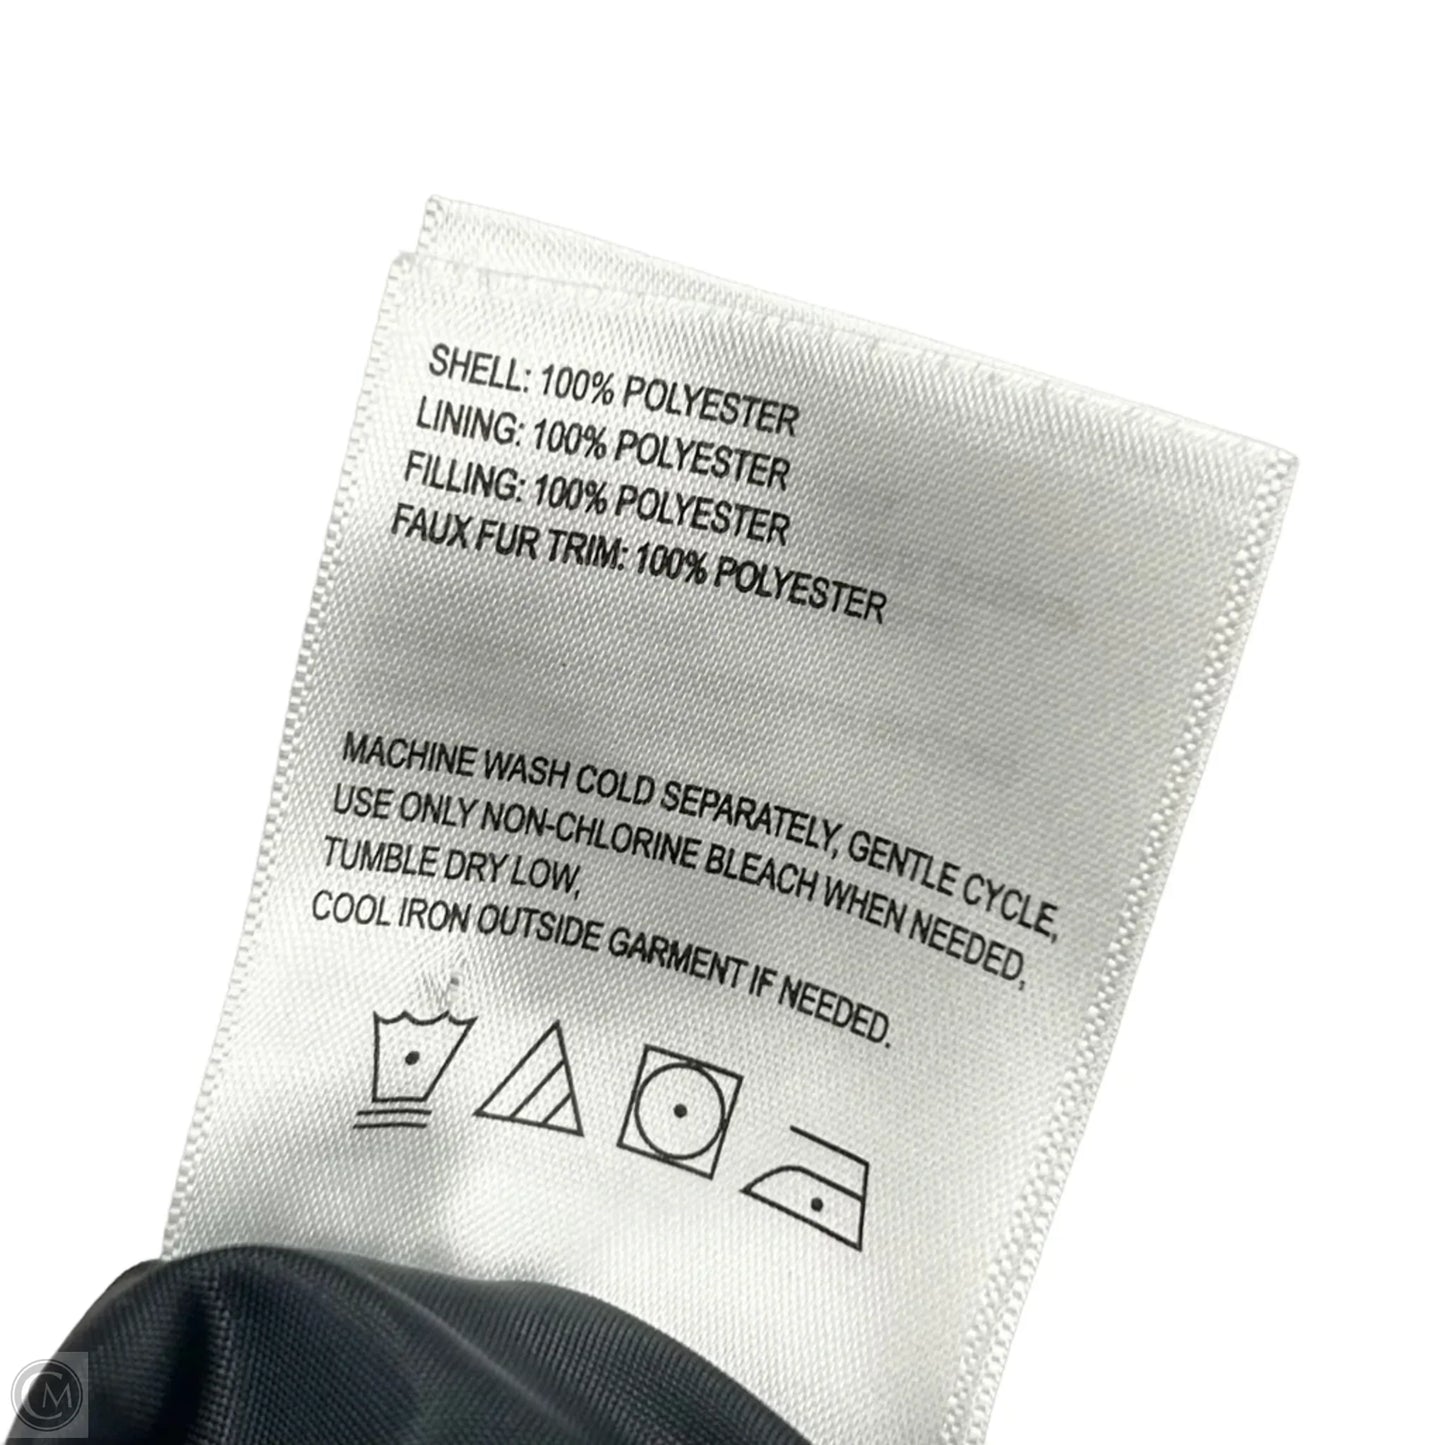 SHELL: 100% POLYESTER
LINING: 100% POLYESTER
FILLING: 100% POLYESTER
FAUX FUR TRIM: 100% POLYESTER
MACHINE WASH COLD SEPARATELY, GENTLE CYCLE,
USE ONLY NON-CHLORINE BLEACH WHEN NEEDED,
TUMBLE DRY LOW,
COOL IRON OUTSIDE GARMENT IF NEEDED.
CM